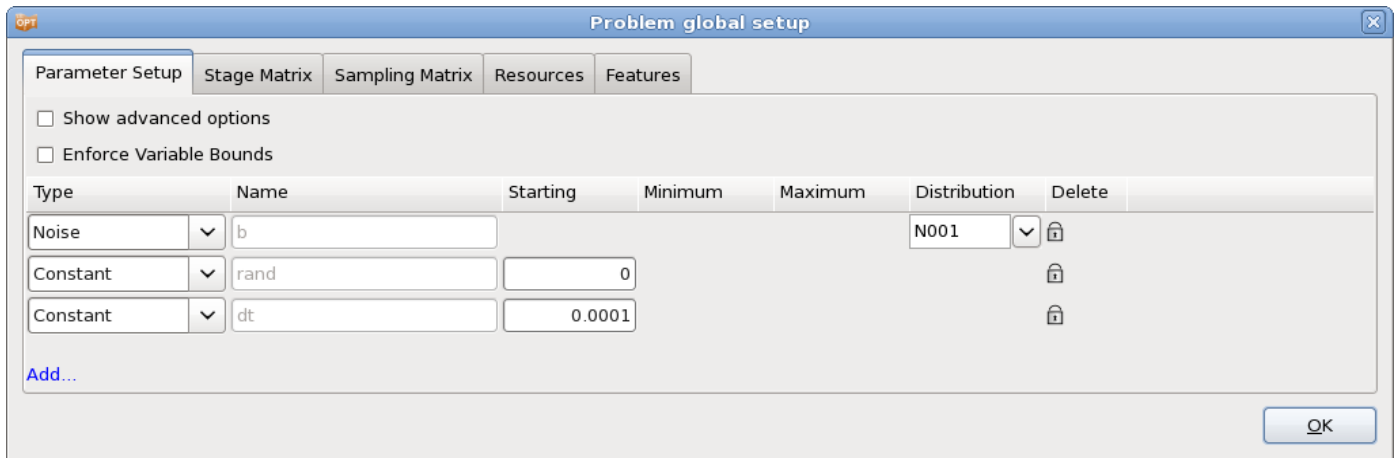 OPT Problem global setup
Parameter Setup Stage Matrix Sampling Matrix Resources Features
Show advanced options
Enforce Variable Bounds
Type Name Starting Minimum Maximum Distribution Delete
Noise b N001
Constant rand 0
Constant dt 0.0001
Add...
OK